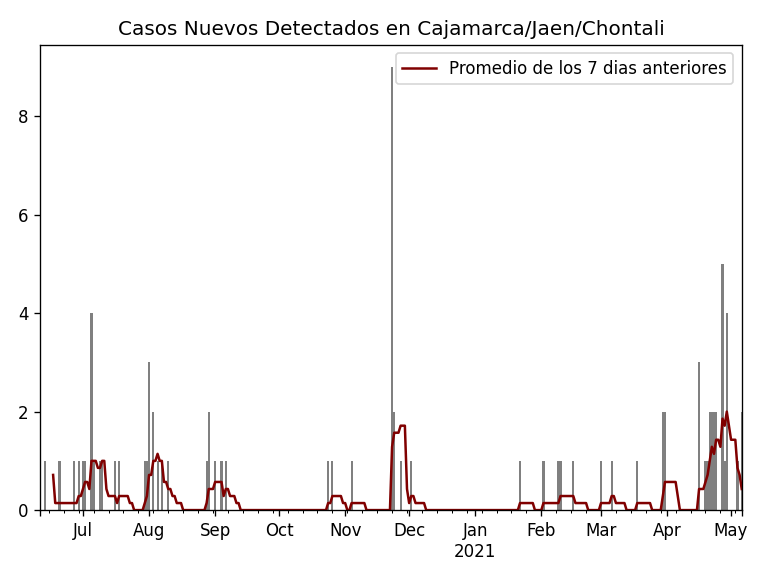 Casos Nuevos Detectados en Cajamarca/Jaen/Chontali
Promedio de los 7 dias anteriores
8
6
4
2
0
Jul Aug Sep Oct Nov Dec Jan Feb Mar Apr May
2021